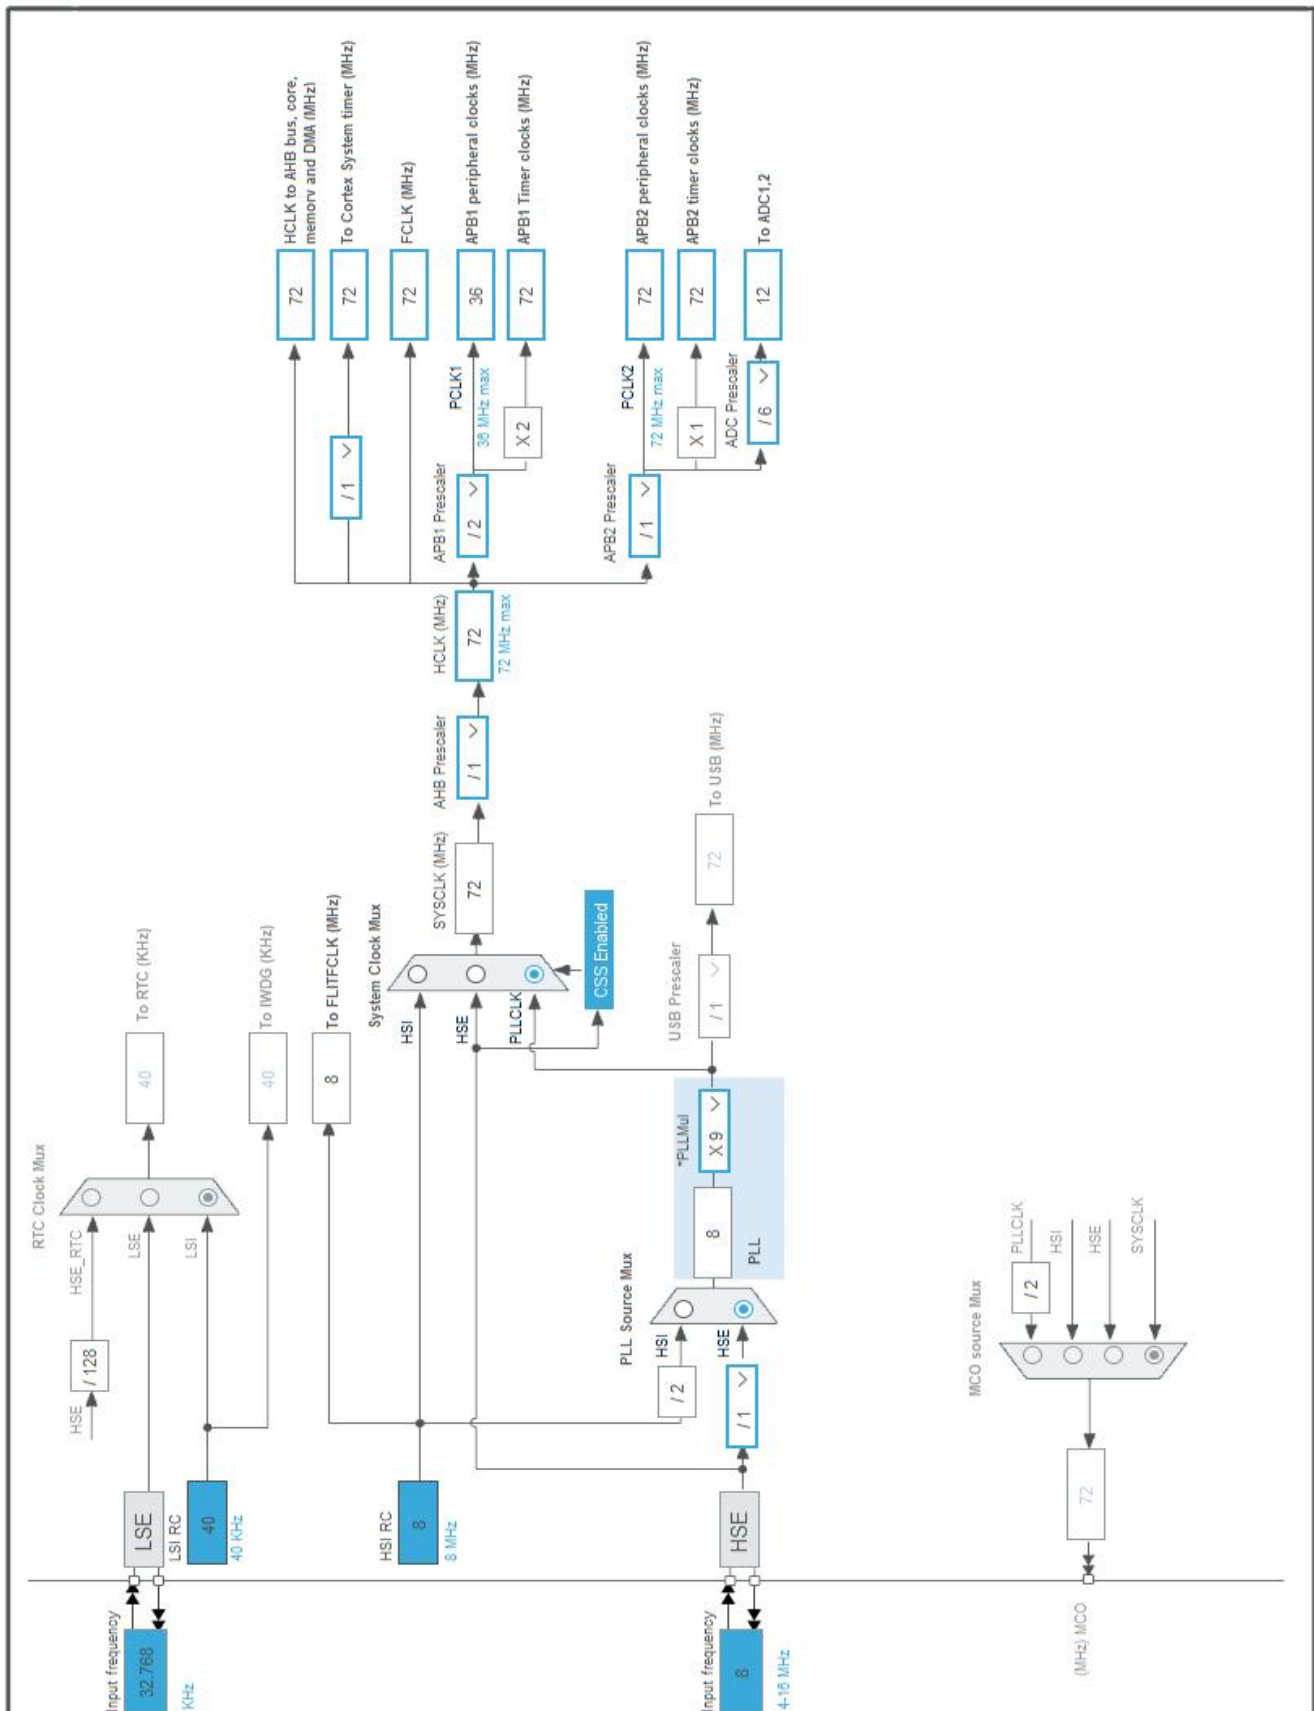 RTC Clock Mux
HSE
/ 128
HSE_RTC
Input frequency
32.768
KHz
LSE
LSE
To RTC (KHz)
40
LSI RC
40
40 KHz
LSI
To IWDG (KHz)
40
To FLITFCLK (MHz)
8
HSI RC
8
8 MHz
System Clock Mux
HSI
HSE
PLLCLK
CSS Enabled
SYSCLK (MHz)
72
AHB Prescaler
/ 1
HCLK (MHz)
72
72 MHz max
HCLK to AHB bus, core,
memory and DMA (MHz)
72
/ 1
To Cortex System timer (MHz)
72
FCLK (MHz)
72
APB1 Prescaler
/ 2
PCLK1
36 MHz max
36
APB1 peripheral clocks (MHz)
X 2
72
APB1 Timer clocks (MHz)
APB2 Prescaler
/ 1
PCLK2
72 MHz max
72
APB2 peripheral clocks (MHz)
X 1
72
APB2 timer clocks (MHz)
ADC Prescaler
/ 6
12
To ADC1,2
PLL Source Mux
/ 2
HSI
Input frequency
8
4-16 MHz
HSE
/ 1
HSE
8
*PLLMul
X 9
PLL
USB Prescaler
/ 1
72
To USB (MHz)
MCO source Mux
/ 2
PLLCLK
HSI
HSE
SYSCLK
72
(MHz) MCO